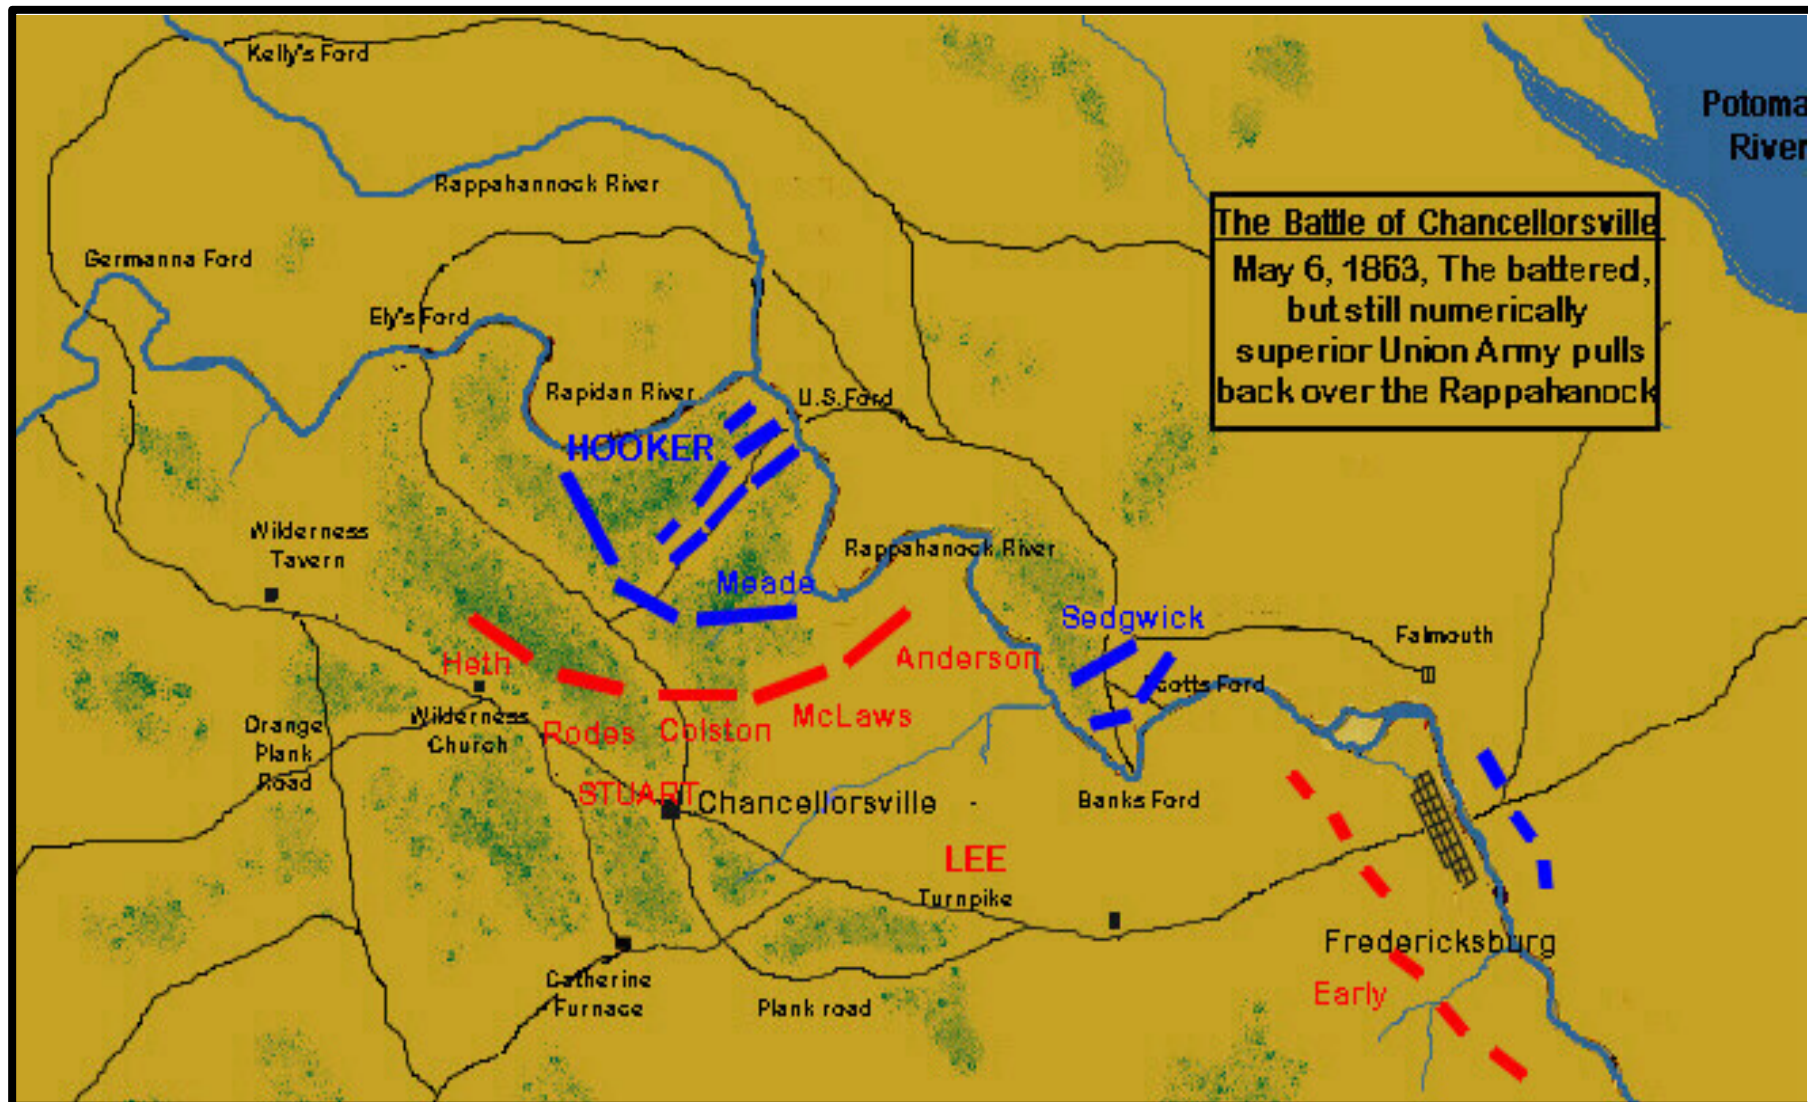 Kelly's Ford
Potoma
River
Rappahannock River
The Battle of Chancellorsville
May 6, 1863, The battered,
but still numerically
superior Union Army pulls
back over the Rappahanock
Germanna Ford
Ely's Ford
Rapidan River
U.S.Ford
HOOKER
Wilderness
Tavern
Rappahanock River
Meade
Sedgwick
Falmouth
Heth
Anderson
Scotts Ford
Orange
Plank
Road
Wilderness
Church
Rodes
Colston
McLaws
STUART
Chancellorsville
Banks Ford
LEE
Turnpike
Fredericksburg
Catherine
Furnace
Plank road
Early